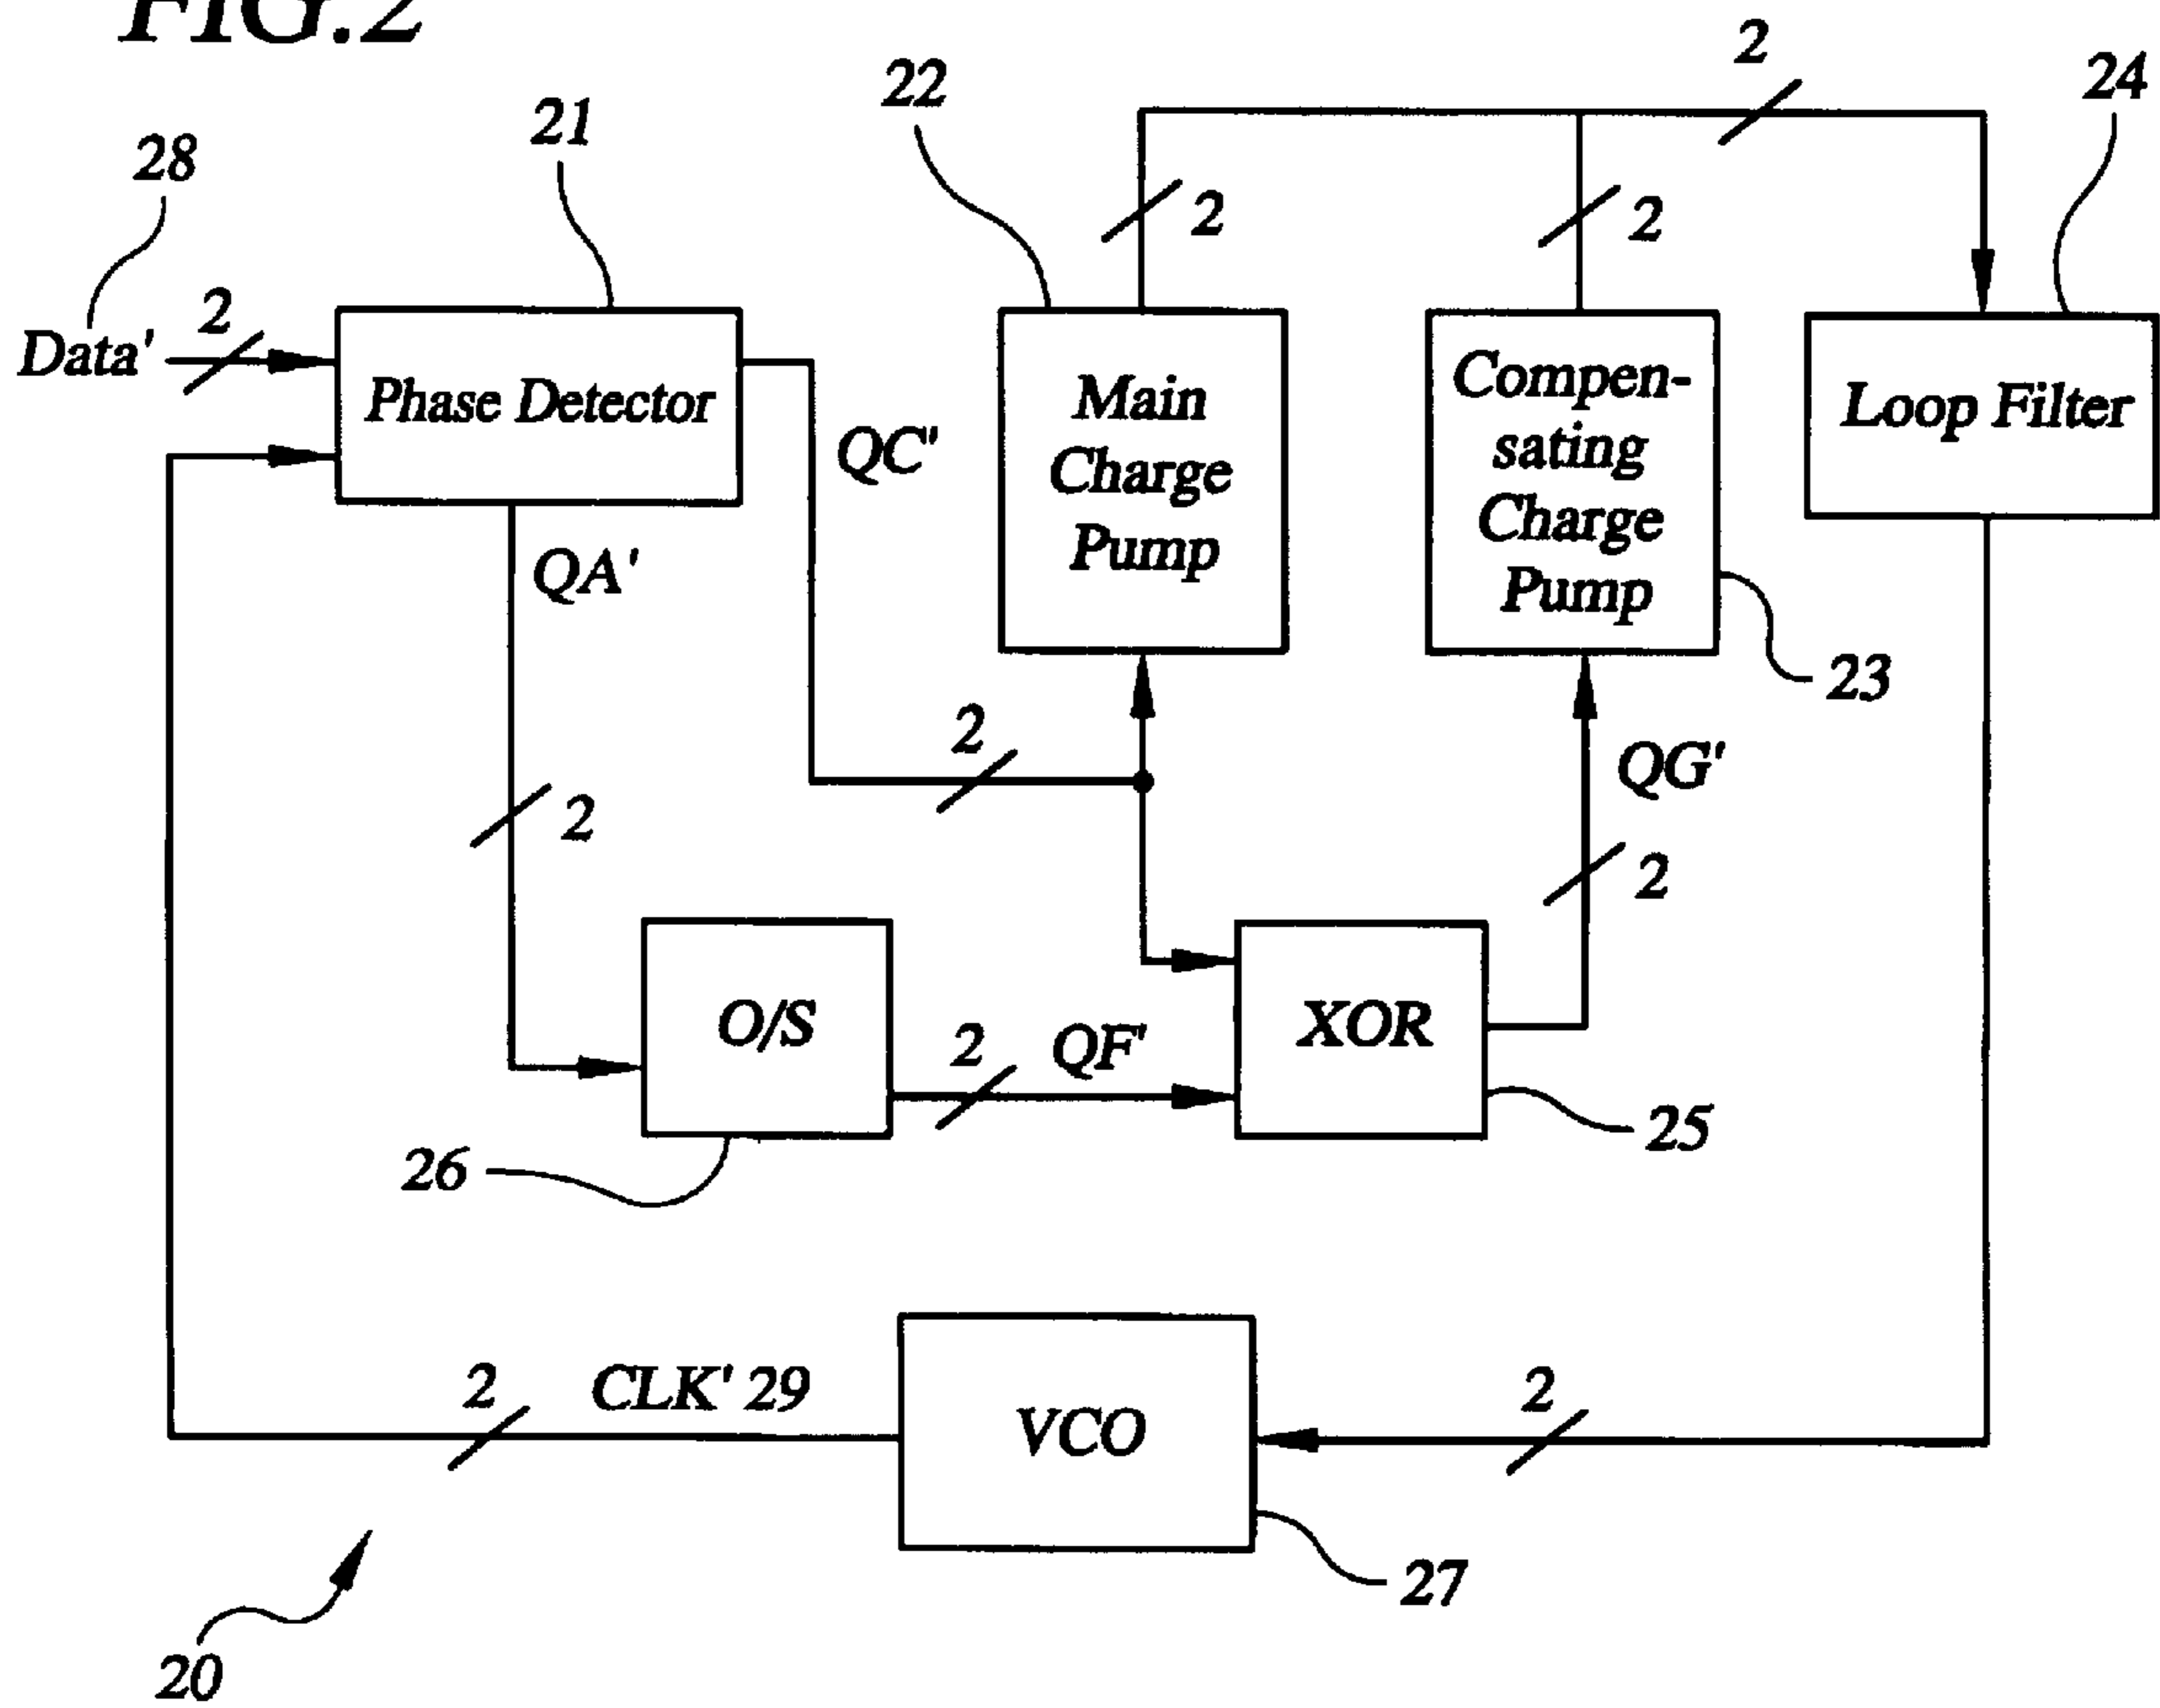 FIG.2
2
24
22
21
28
2
2
2
Data'
Phase Detector
QC'
Main
Charge
Pump
Compen-
sating
Charge
Pump
Loop Filter
QA'
23
2
QG'
2
2
O/S
2
QF'
XOR
25
26
2
CLK' 29
VCO
2
27
20